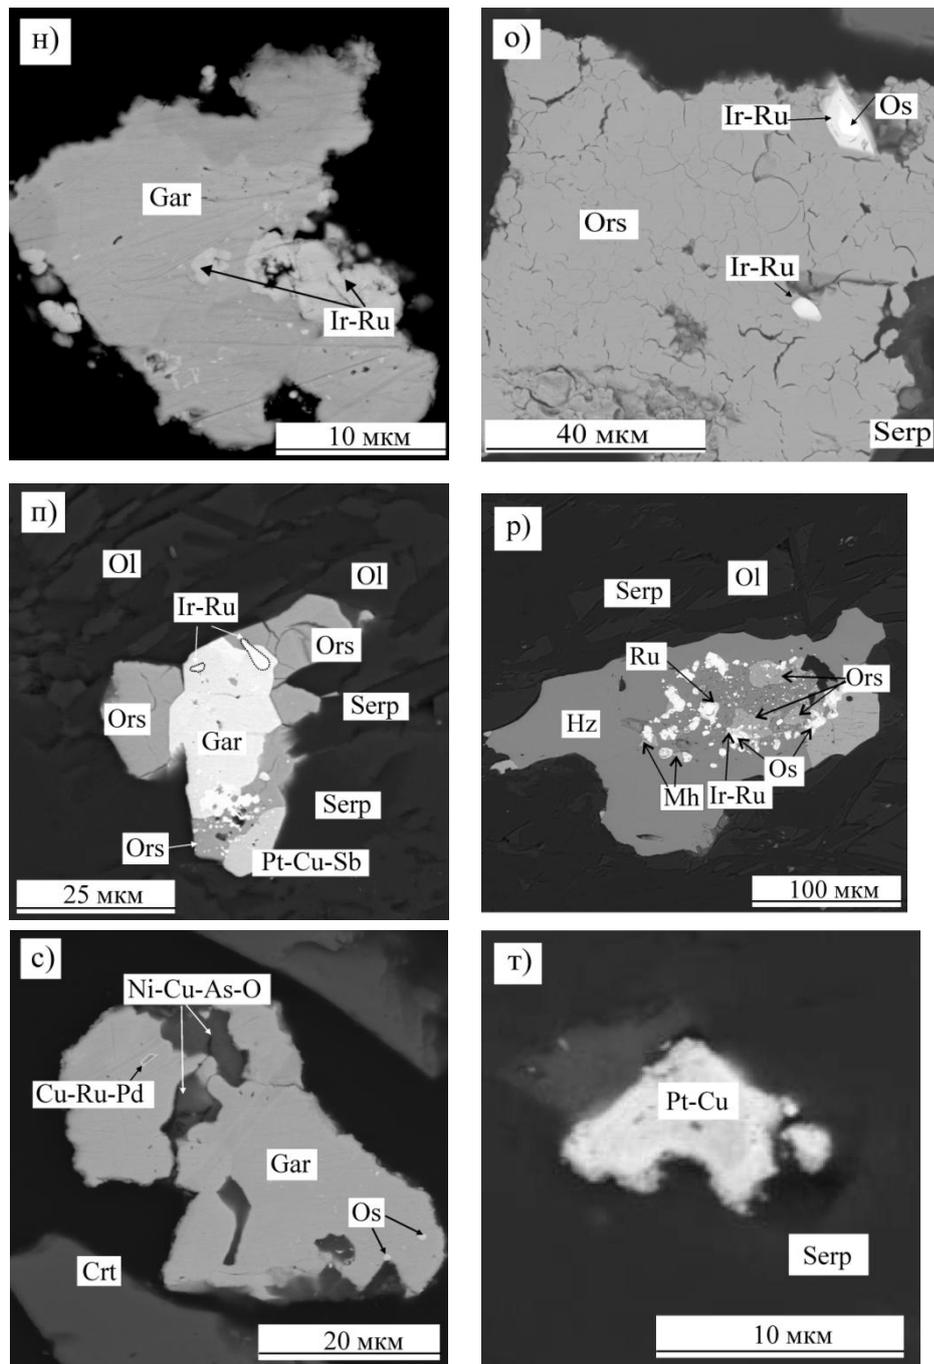 н)
Gar
Ir-Ru
10 мкм
о)
Ir-Ru
Os
Ors
Ir-Ru
Serp
40 мкм
п)
Ol
Ol
Ir-Ru
Ors
Ors
Serp
Gar
Serp
Ors
Pt-Cu-Sb
25 мкм
р)
Serp
Ol
Ru
Ors
Hz
Os
Mh
Ir-Ru
100 мкм
с)
Ni-Cu-As-O
Cu-Ru-Pd
Gar
Os
Crt
20 мкм
т)
Pt-Cu
Serp
10 мкм